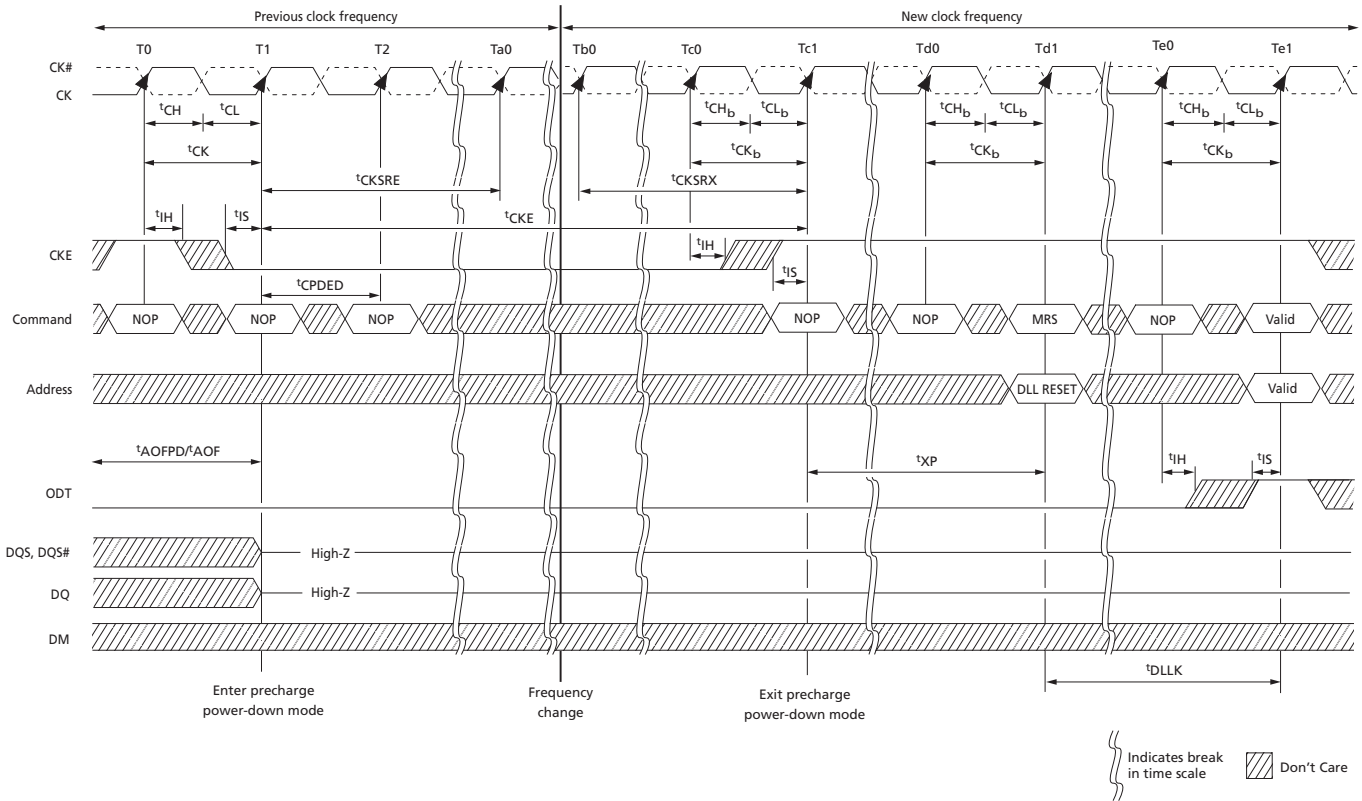 Previous clock frequency New clock frequency
T0 T1 T2 Ta0 Tb0 Tc0 Tc1 Td0 Td1 Te0 Te1
CK#
CK
tCH tCL tCHb tCLb tCHb tCLb tCHb tCLb
tCK tCKb tCKb tCKb
tCKSRE tCKSRX
tIH tIS tCKE
CKE tIH
tIS
tCPDED
Command NOP NOP NOP NOP NOP MRS NOP Valid
Address DLL RESET Valid
tAOFPD/tAOF tXP tIH tIS
ODT
DQS, DQS# High-Z
DQ High-Z
DM
tDLLK
Enter precharge
power-down mode
Frequency
change
Exit precharge
power-down mode
Indicates break
in time scale
Don't Care